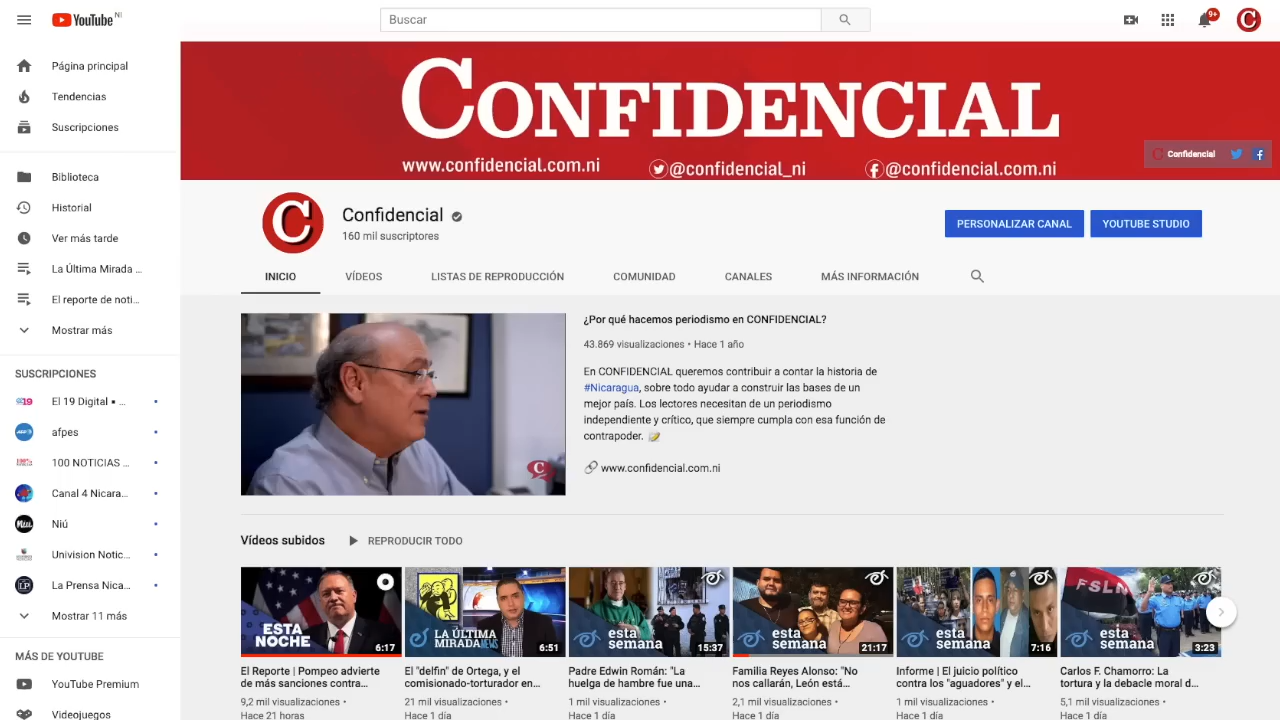 YouTube NI
Buscar
9+
C
Página principal
Tendencias
Suscripciones
Biblioteca
Historial
Ver más tarde
La Última Mirada ...
El reporte de noti...
Mostrar más
SUSCRIPCIONES
El 19 Digital • ...
afpes
100 NOTICIAS ...
Canal 4 Nicara...
Niú
Univision Notic...
La Prensa Nica...
Mostrar 11 más
MÁS DE YOUTUBE
YouTube Premium
Videojuegos
CONFIDENCIAL
www.confidencial.com.ni
@confidencial_ni
@confidencial.com.ni
Confidencial
C
Confidencial
160 mil suscriptores
PERSONALIZAR CANAL
YOUTUBE STUDIO
INICIO
VÍDEOS
LISTAS DE REPRODUCCIÓN
COMUNIDAD
CANALES
MÁS INFORMACIÓN
¿Por qué hacemos periodismo en CONFIDENCIAL?
43.869 visualizaciones • Hace 1 año
En CONFIDENCIAL queremos contribuir a contar la historia de
#Nicaragua, sobre todo ayudar a construir las bases de un
mejor país. Los lectores necesitan de un periodismo
independiente y crítico, que siempre cumpla con esa función de
contrapoder. 📝
🔗 www.confidencial.com.ni
Vídeos subidos
REPRODUCIR TODO
ESTA
NOCHE
6:17
El Reporte | Pompeo advierte
de más sanciones contra...
9,2 mil visualizaciones •
Hace 21 horas
LA ÚLTIMA
MIRADA NEWS
6:51
El "delfin" de Ortega, y el
comisionado-torturador en...
21 mil visualizaciones •
Hace 1 día
esta
semana
15:37
Padre Edwin Román: "La
huelga de hambre fue una...
1 mil visualizaciones •
Hace 1 día
esta
semana
21:17
Familia Reyes Alonso: "No
nos callarán, León está...
2,1 mil visualizaciones •
Hace 1 día
esta
semana
7:16
Informe | El juicio político
contra los "aguadores" y el...
1 mil visualizaciones •
Hace 1 día
FSLN
esta
semana
3:23
Carlos F. Chamorro: La
tortura y la debacle moral d...
5,1 mil visualizaciones •
Hace 1 día